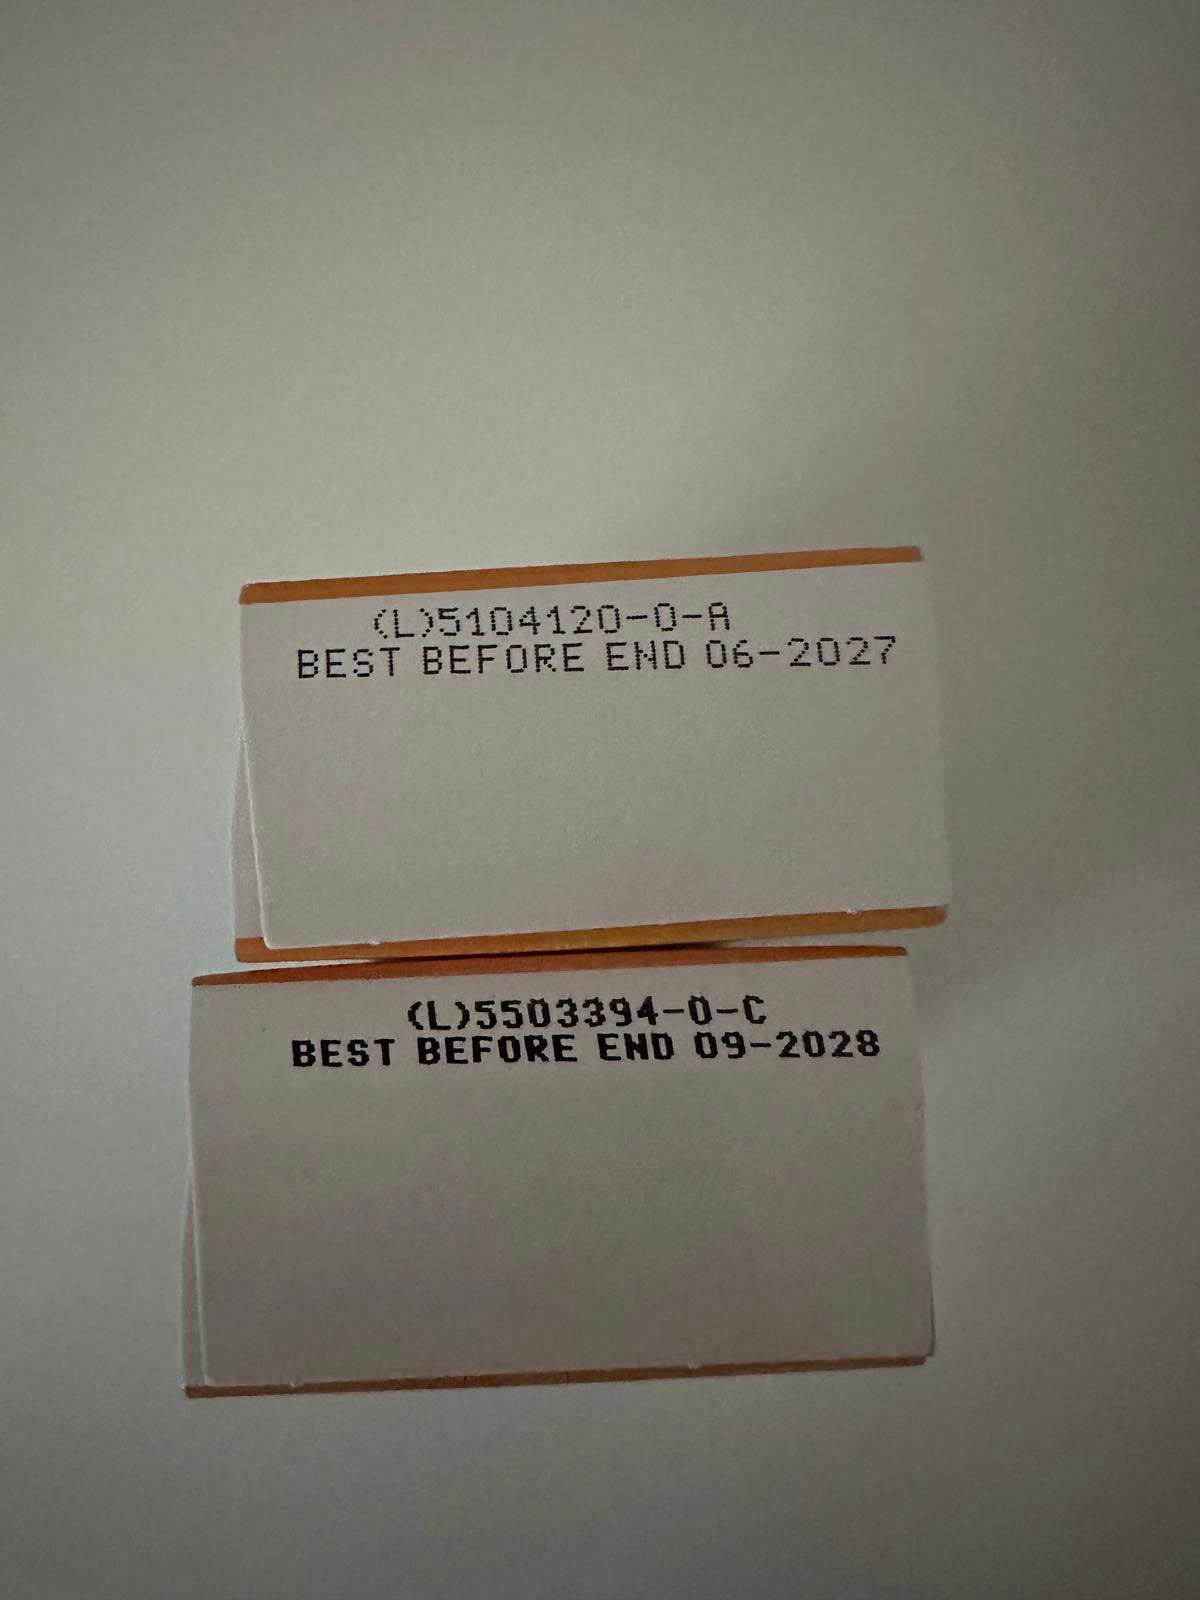 (L)5104120-0-A
BEST BEFORE END 06-2027
(L)5503394-0-C
BEST BEFORE END 09-2028